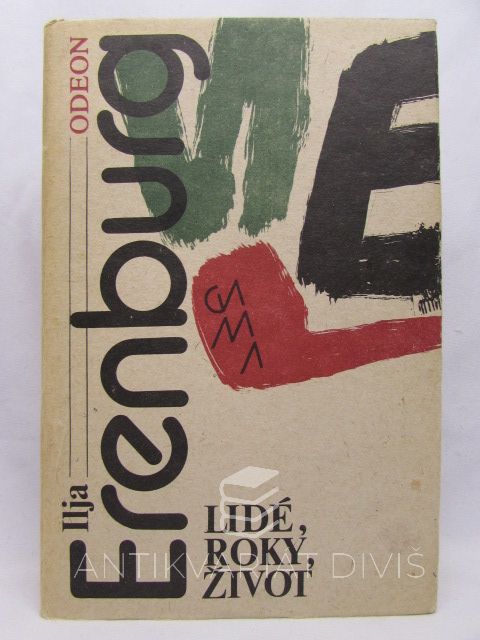 ODEON
Ilja
Erenburg
И Е
LIDÉ,
ROKY,
ŽIVOT
ANTIKVARIÁT DIVIŠ